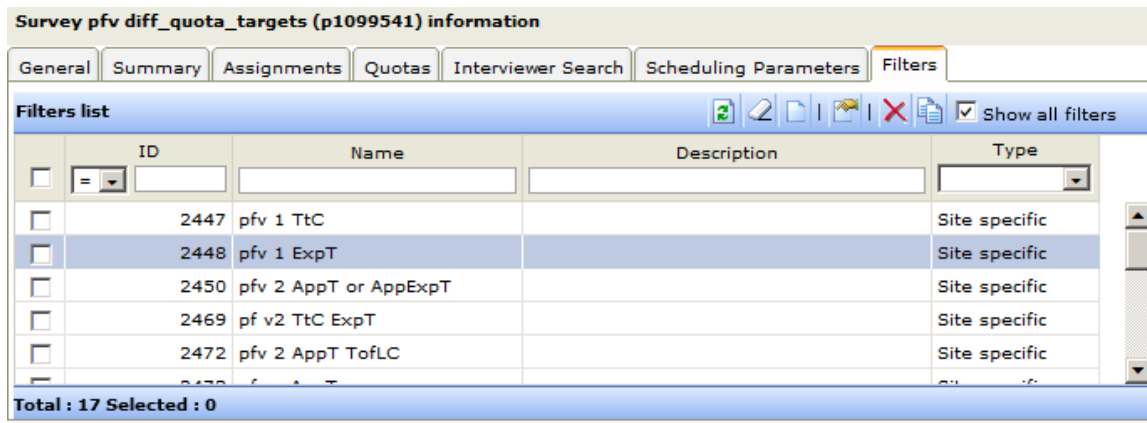 Survey pfv diff_quota_targets (p1099541) information
General Summary Assignments Quotas Interviewer Search Scheduling Parameters Filters
Filters list Show all filters
ID Name Description Type
=
2447 pfv 1 TtC Site specific
2448 pfv 1 ExpT Site specific
2450 pfv 2 AppT or AppExpT Site specific
2469 pf v2 TtC ExpT Site specific
2472 pfv 2 AppT TofLC Site specific
Total : 17 Selected : 0